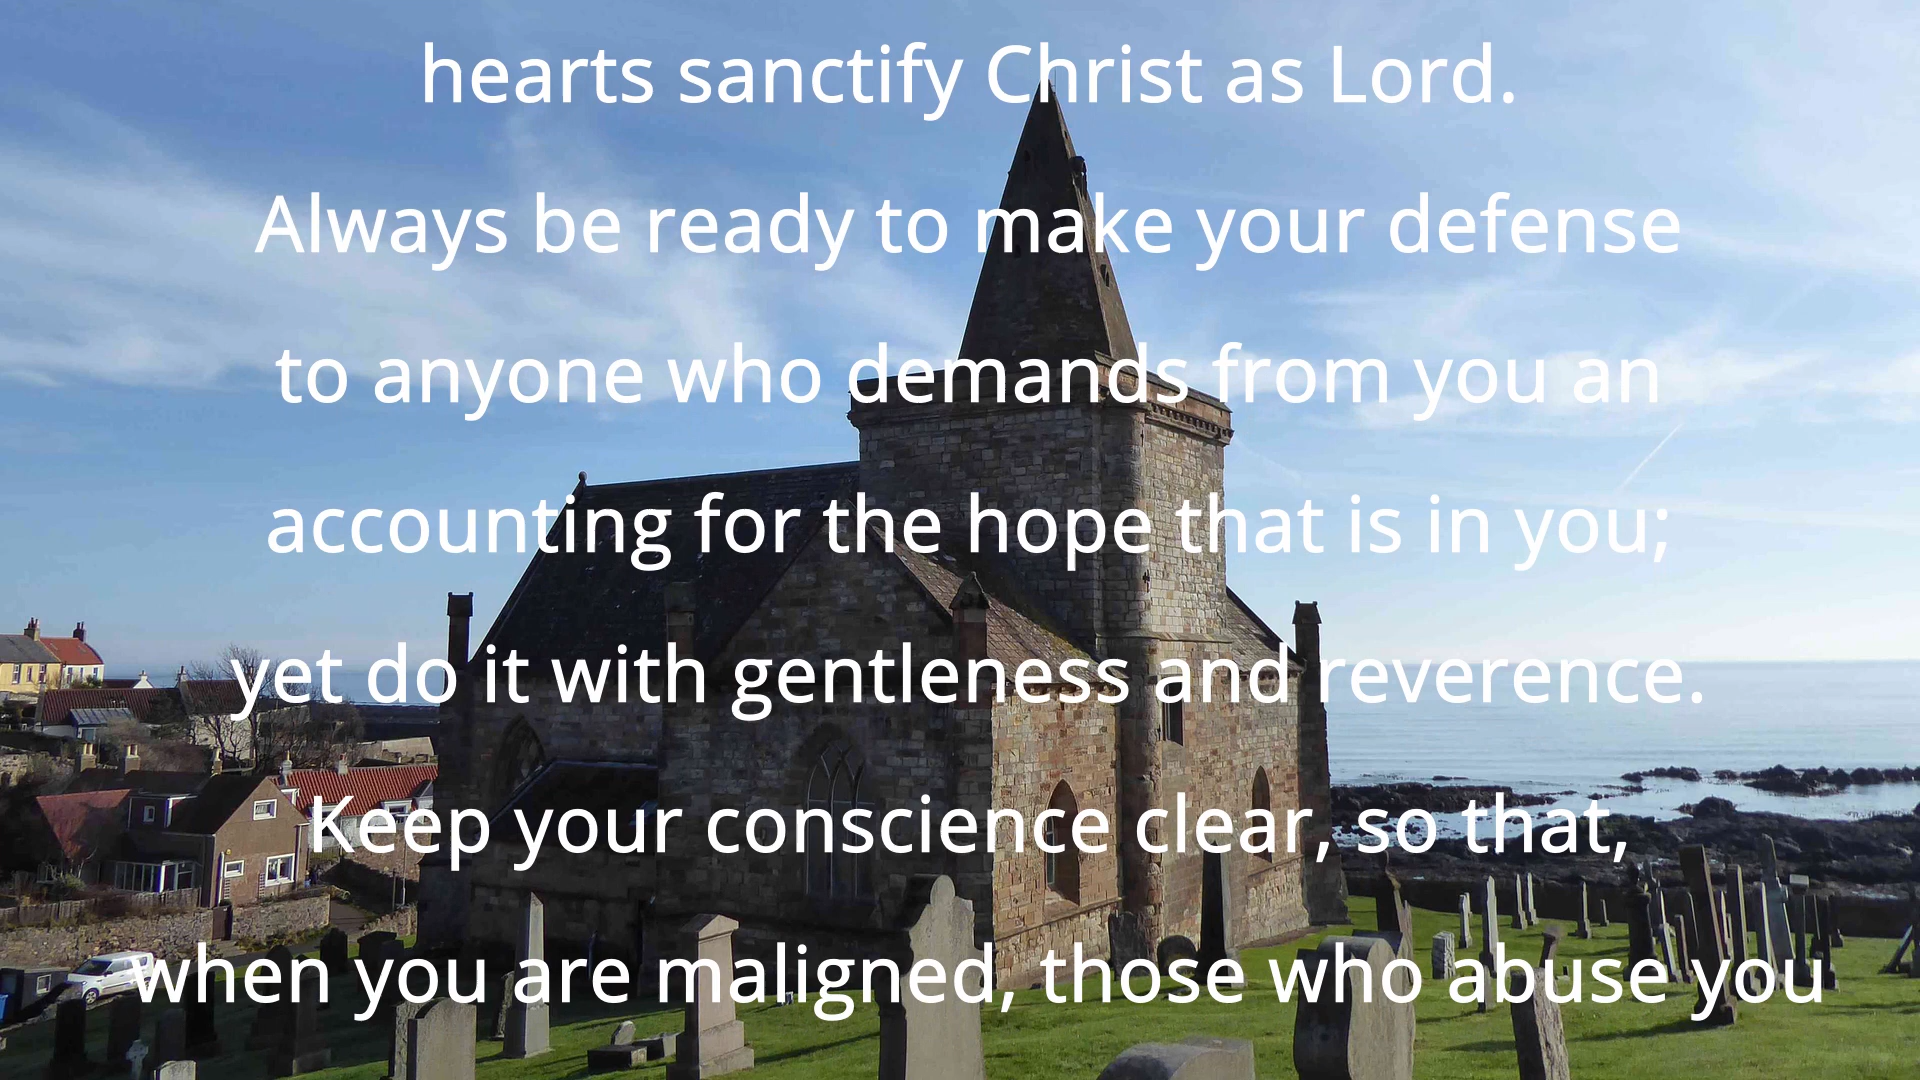 hearts sanctify Christ as Lord.
Always be ready to make your defense
to anyone who demands from you an
accounting for the hope that is in you;
yet do it with gentleness and reverence.
Keep your conscience clear, so that,
when you are maligned, those who abuse you